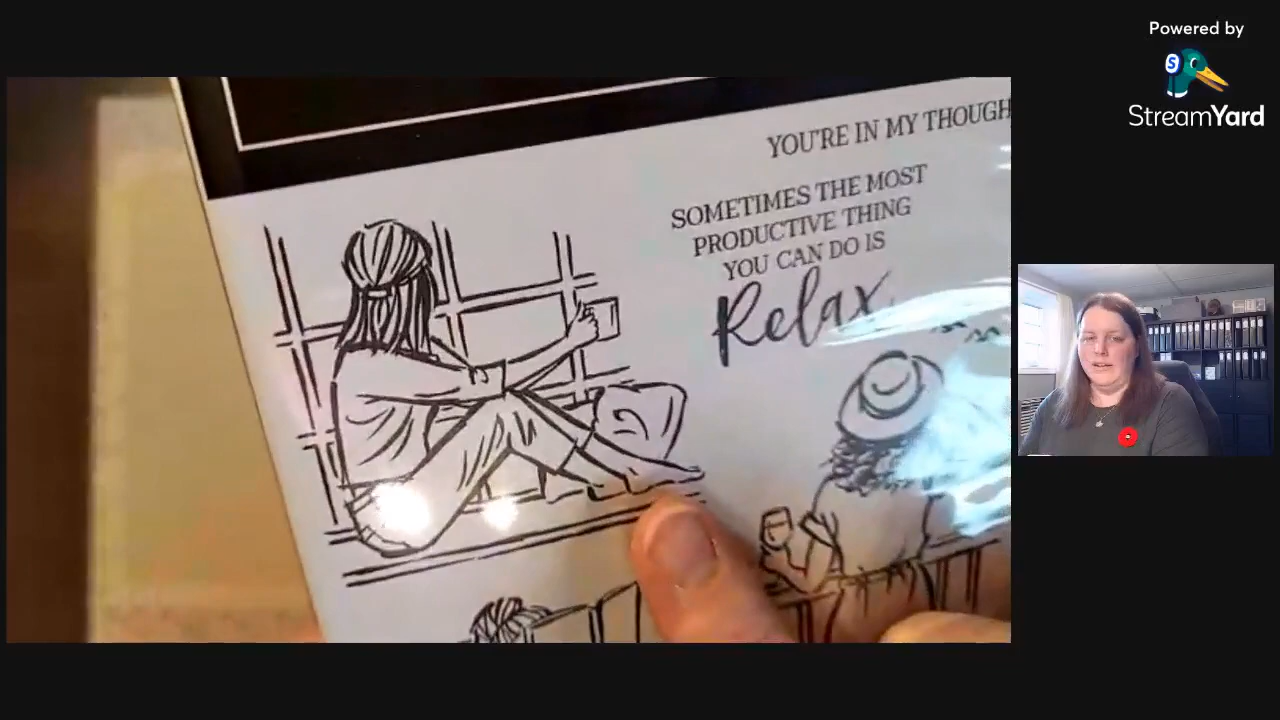 Powered by
S
StreamYard
YOU'RE IN MY THOUGH
SOMETIMES THE MOST
PRODUCTIVE THING
YOU CAN DO IS
Relax